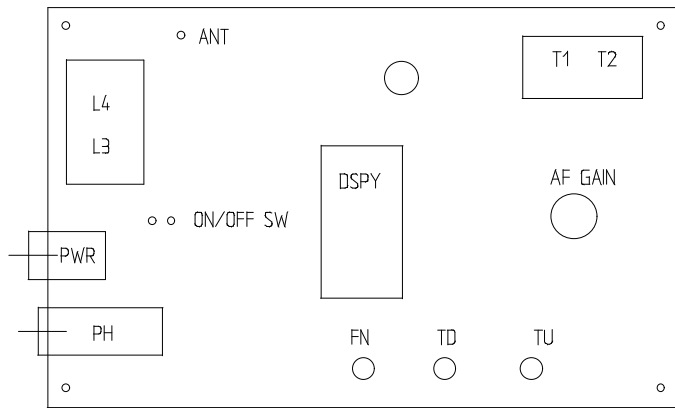 ANT
T1 T2
L4
L3
DSPY
AF GAIN
ON/OFF SW
PWR
PH
FN
TD
TU